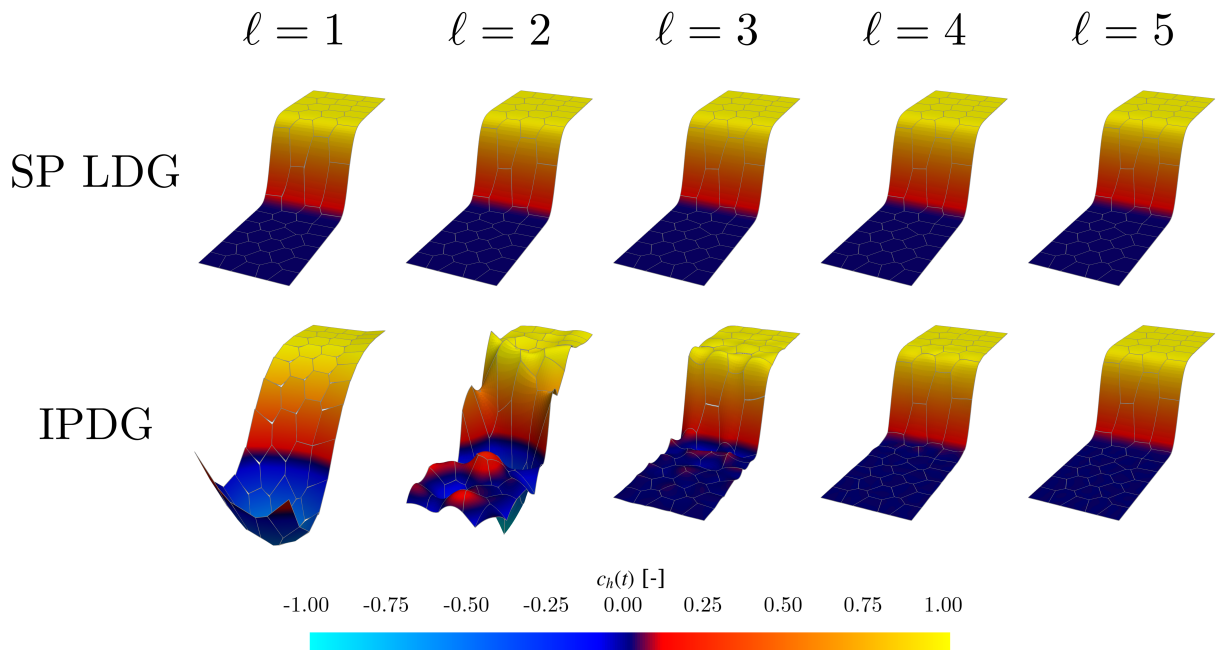 ℓ = 1 ℓ = 2 ℓ = 3 ℓ = 4 ℓ = 5
SP LDG
IPDG
c_h(t) [-]
-1.00 -0.75 -0.50 -0.25 0.00 0.25 0.50 0.75 1.00